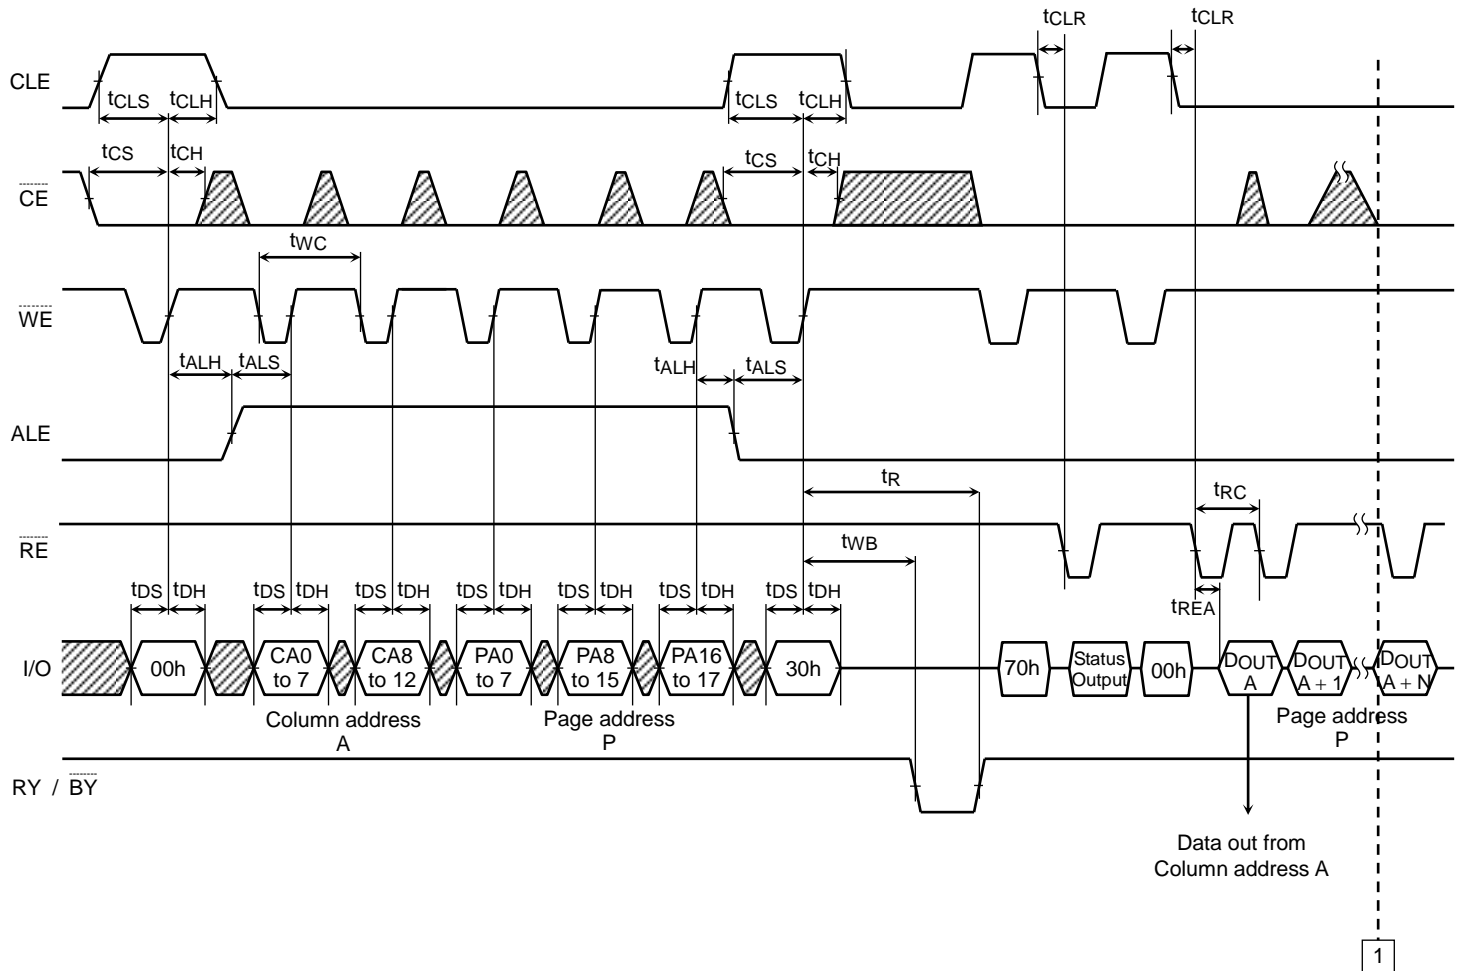 tCLR tCLR
CLE
tCLS tCLH tCLS tCLH
tCS tCH tCS tCH
CE
tWC
WE
tALH tALS tALH tALS
ALE
tR
tRC
RE
tWB
tDS tDH tDS tDH tDS tDH tDS tDH tDS tDH tDS tDH tDS tDH
tREA
I/O
00h
CA0
to 7
CA8
to 12
PA0
to 7
PA8
to 15
PA16
to 17
30h
70h
Status
Output
00h
DOUT
A
DOUT
A + 1
DOUT
A + N
Column address
A
Page address
P
Page address
P
RY / BY
Data out from
Column address A
1